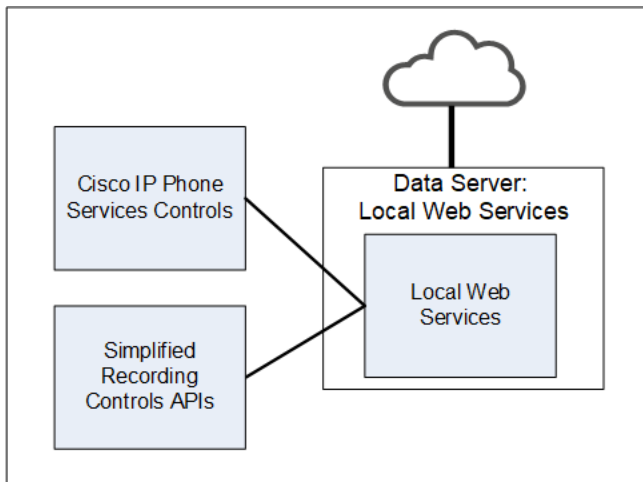 Cisco IP Phone
Services Controls
Data Server:
Local Web Services
Local Web
Services
Simplified
Recording
Controls APIs